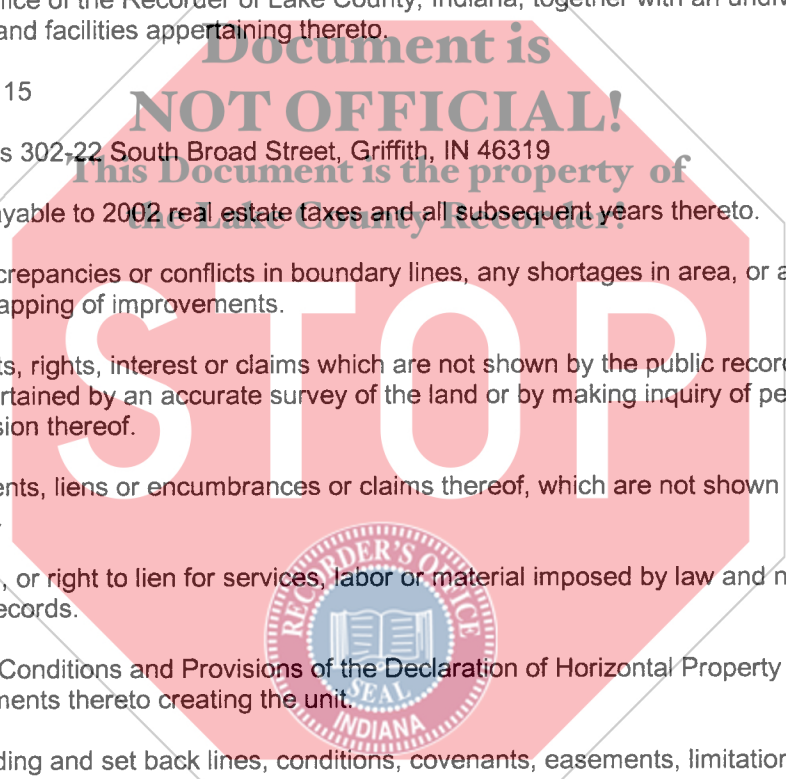 ice of the Recorder of Lake County, Indiana, together with an undiv
and facilities appertaining thereto.
Document is
15
NOT OFFICIAL!
s 302-22 South Broad Street, Griffith, IN 46319
This Document is the property of
ayable to 2002 real estate taxes and all subsequent years thereto.
the Lake County Recorder!
crepancies or conflicts in boundary lines, any shortages in area, or a
apping of improvements.
STOP
ts, rights, interest or claims which are not shown by the public record
rtained by an accurate survey of the land or by making inquiry of pe
sion thereof.
ents, liens or encumbrances or claims thereof, which are not shown
, or right to lien for services, labor or material imposed by law and n
ecords.
RECORDER'S OFFICE
Conditions and Provisions of the Declaration of Horizontal Property
SEAL
ments thereto creating the unit.
INDIANA
ding and set back lines, conditions, covenants, easements, limitation